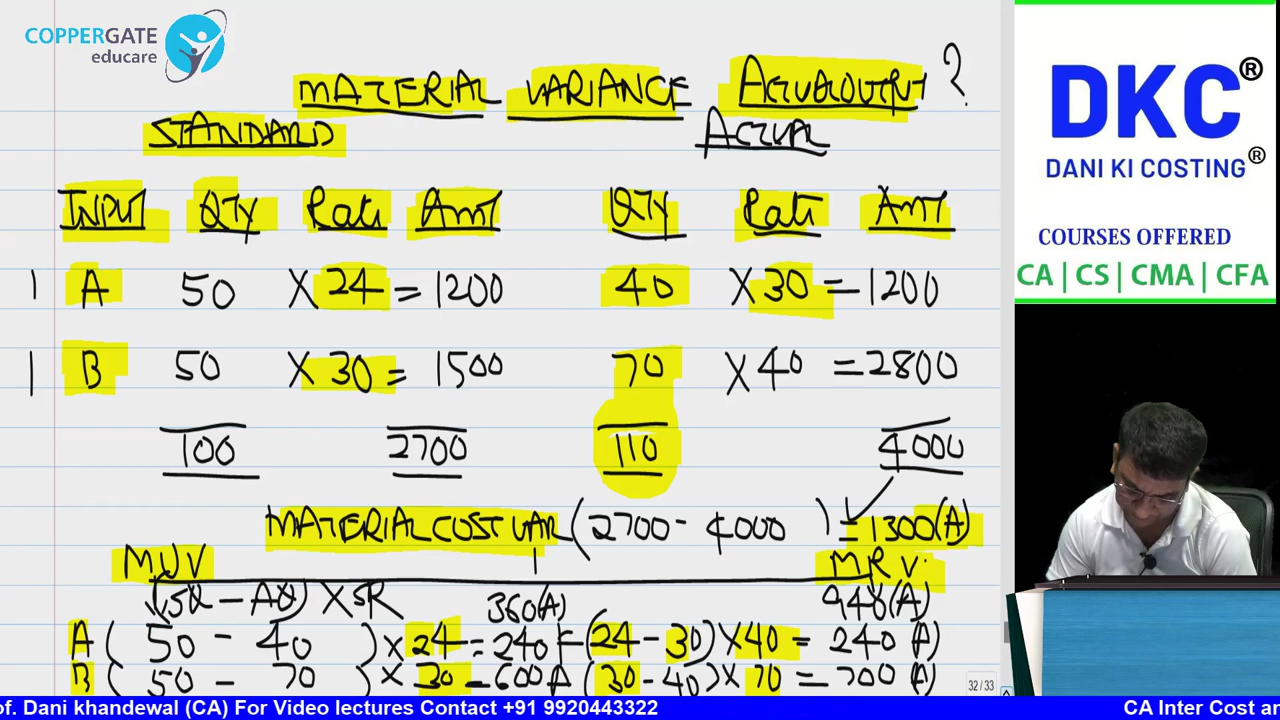 COPPERGATE
educare
MATERIAL VARIANCE ?
STANDARD ACTUAL
INPUT QTy Rate Amt QTy Rate AmT
1 A 50 X 24 = 1200 40 X 30 = 1200
1 B 50 X 30 = 1500 70 X 40 = 2800
100 2700 110 4000
MATERIAL COST VAR (2700 - 4000 ) = 1300 (A)
MUV MRV.
(SQ - AQ) X SR 360(A) 940(A)
A ( 50 - 40 ) X 24 = 240 F (24 - 30) X 40 = 240 (A)
B ( 50 - 70 ) X 30 = 600 A (30 - 40) X 70 = 700 (A)
32 / 33
DKC®
DANI KI COSTING®
COURSES OFFERED
CA | CS | CMA | CFA
of. Dani khandewal (CA) For Video lectures Contact +91 9920443322 CA Inter Cost an